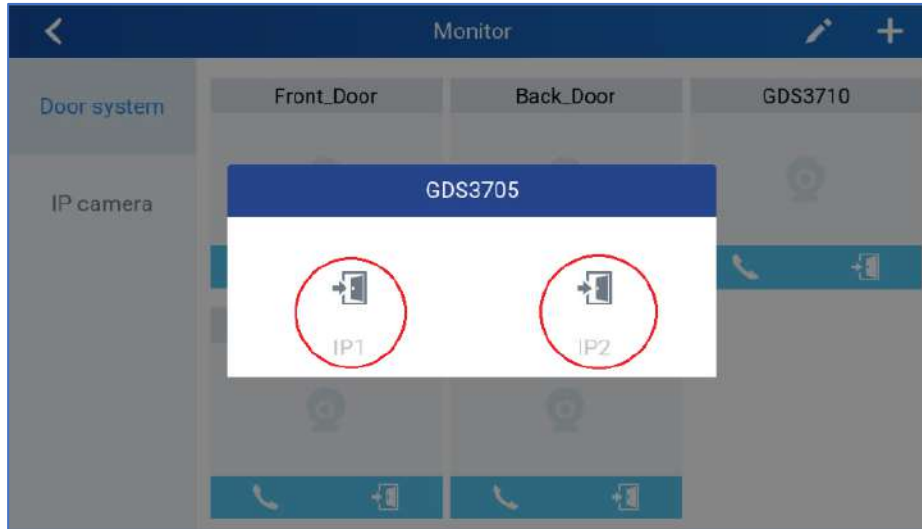 Monitor
Door system
IP camera
Front_Door
Back_Door
GDS3710
GDS3705
IP1
IP2